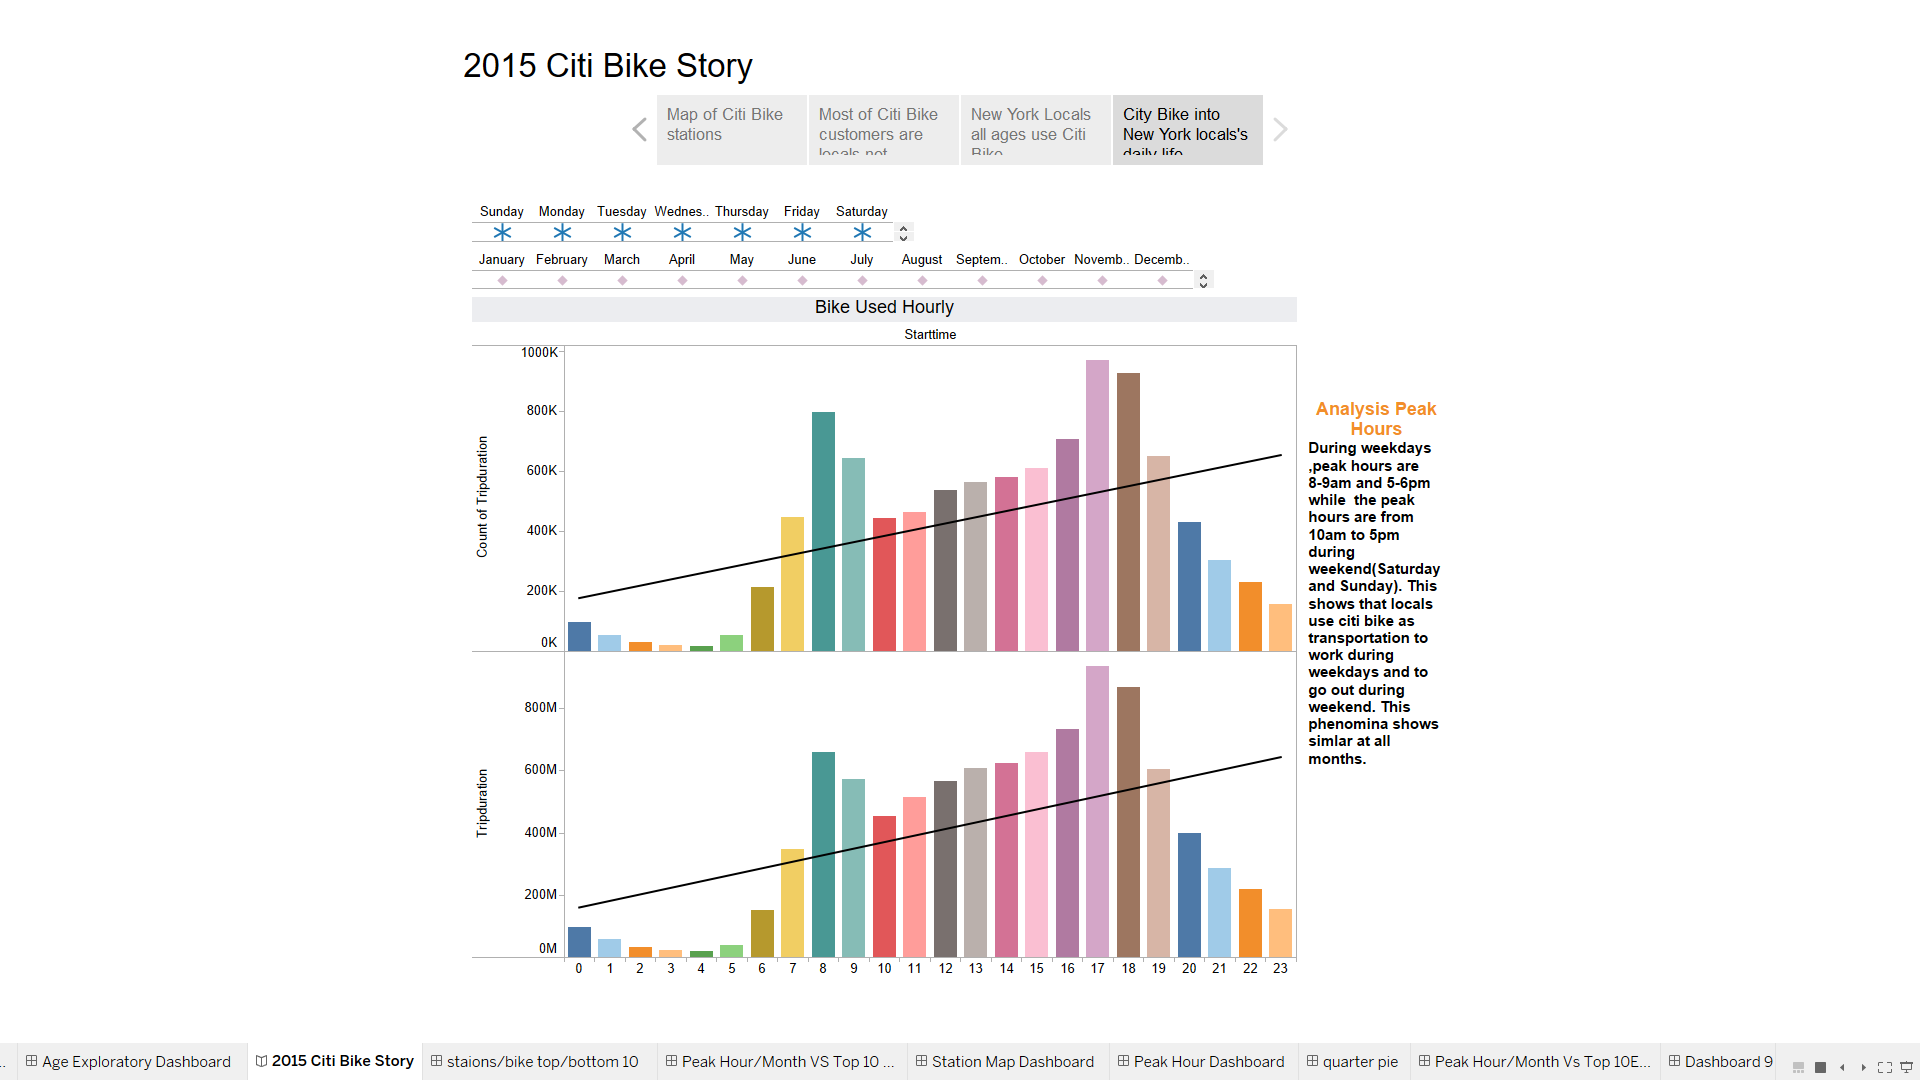 2015 Citi Bike Story
Map of Citi Bike
stations
Most of Citi Bike
customers are
locals not
New York Locals
all ages use Citi
Bike
City Bike into
New York locals's
daily life
Sunday Monday Tuesday Wednes.. Thursday Friday Saturday
January February March April May June July August Septem.. October Novemb.. Decemb..
Bike Used Hourly
Starttime
1000K
800K
600K
400K
200K
0K
Count of Tripduration
800M
600M
400M
200M
0M
Tripduration
0 1 2 3 4 5 6 7 8 9 10 11 12 13 14 15 16 17 18 19 20 21 22 23
Analysis Peak
Hours
During weekdays
,peak hours are
8-9am and 5-6pm
while the peak
hours are from
10am to 5pm
during
weekend(Saturday
and Sunday). This
shows that locals
use citi bike as
transportation to
work during
weekdays and to
go out during
weekend. This
phenomina shows
simlar at all
months.
.. Age Exploratory Dashboard 2015 Citi Bike Story staions/bike top/bottom 10 Peak Hour/Month VS Top 10 ... Station Map Dashboard Peak Hour Dashboard quarter pie Peak Hour/Month Vs Top 10E... Dashboard 9